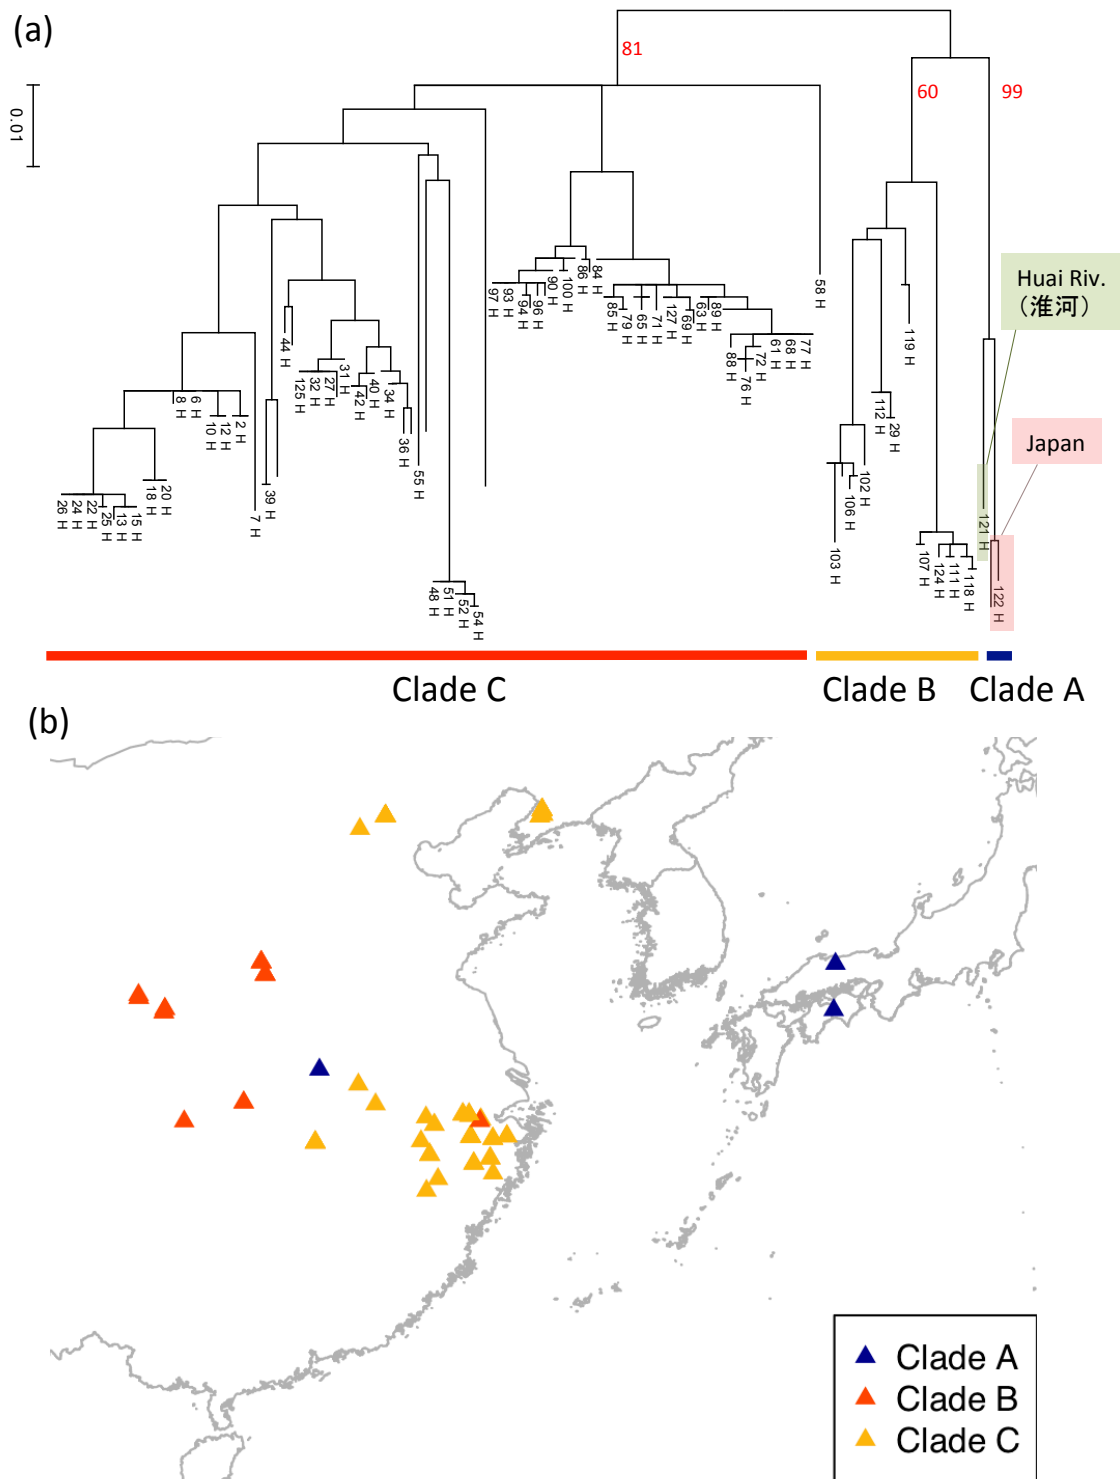 (a)
81
60
99
0.01
Huai Riv.
（淮河）
Japan
58 H
97 H
93 H
94 H
96 H
90 H
100 H
86 H
84 H
85 H
79 H
65 H
71 H
127 H
69 H
63 H
89 H
88 H
76 H
72 H
61 H
68 H
77 H
119 H
44 H
125 H
32 H
27 H
31 H
42 H
40 H
34 H
36 H
55 H
8 H
6 H
10 H
12 H
2 H
39 H
7 H
26 H
24 H
22 H
25 H
13 H
15 H
18 H
20 H
48 H
51 H
52 H
54 H
112 H
29 H
102 H
106 H
103 H
107 H
124 H
111 H
118 H
121 H
122 H
Clade C
Clade B
Clade A
(b)
Clade A
Clade B
Clade C